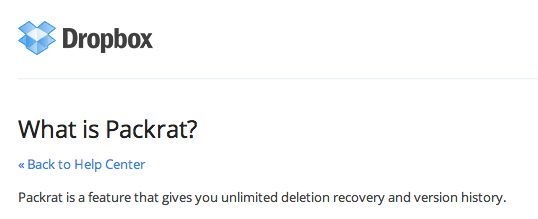 Dropbox
What is Packrat?
« Back to Help Center
Packrat is a feature that gives you unlimited deletion recovery and version history.